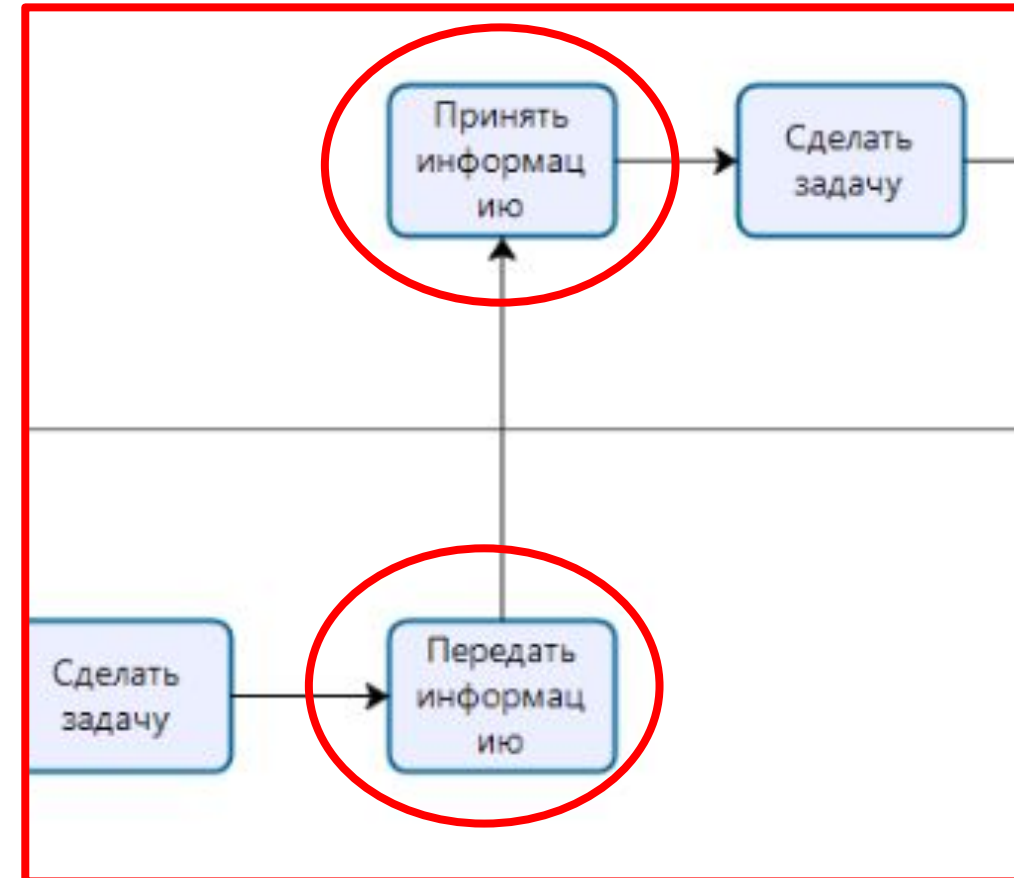 Принять
информац
ию
Сделать
задачу
Сделать
задачу
Передать
информац
ию